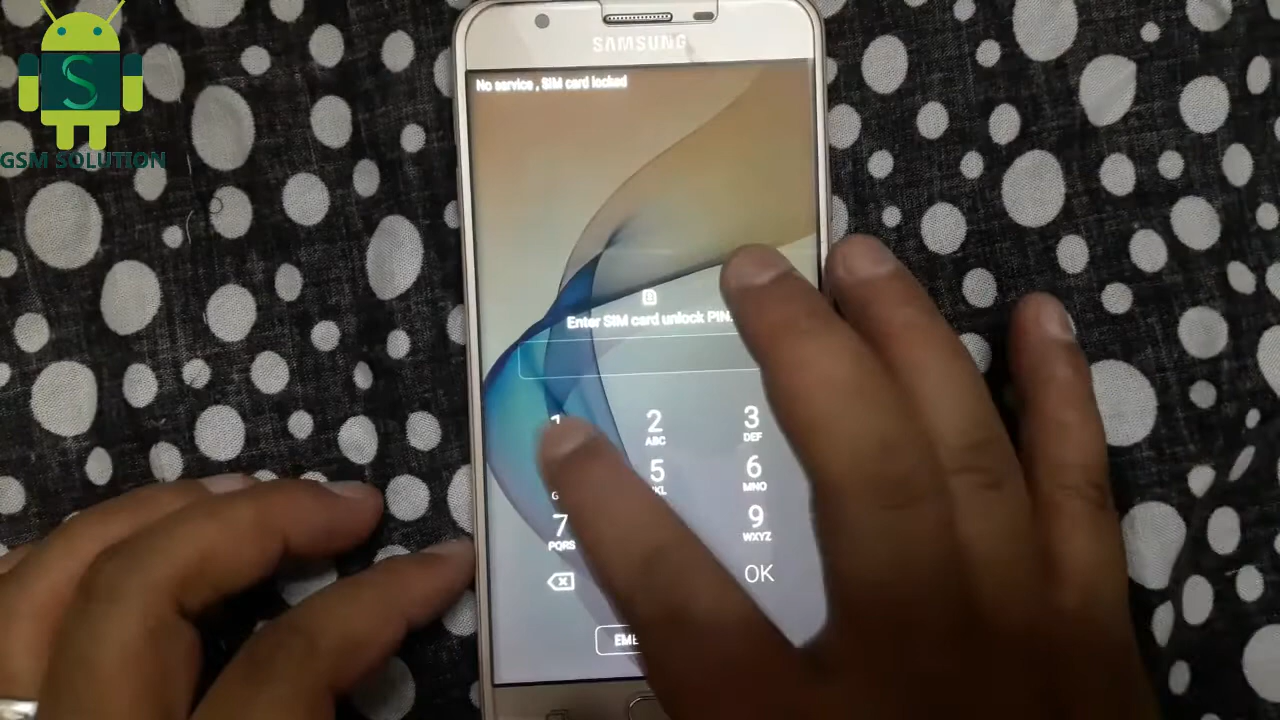 S
GSM SOLUTION
SAMSUNG
No service , SIM card locked
Enter SIM card unlock PIN.
1
2
ABC
3
DEF
5
6
MNO
7
PQRS
9
WXYZ
OK